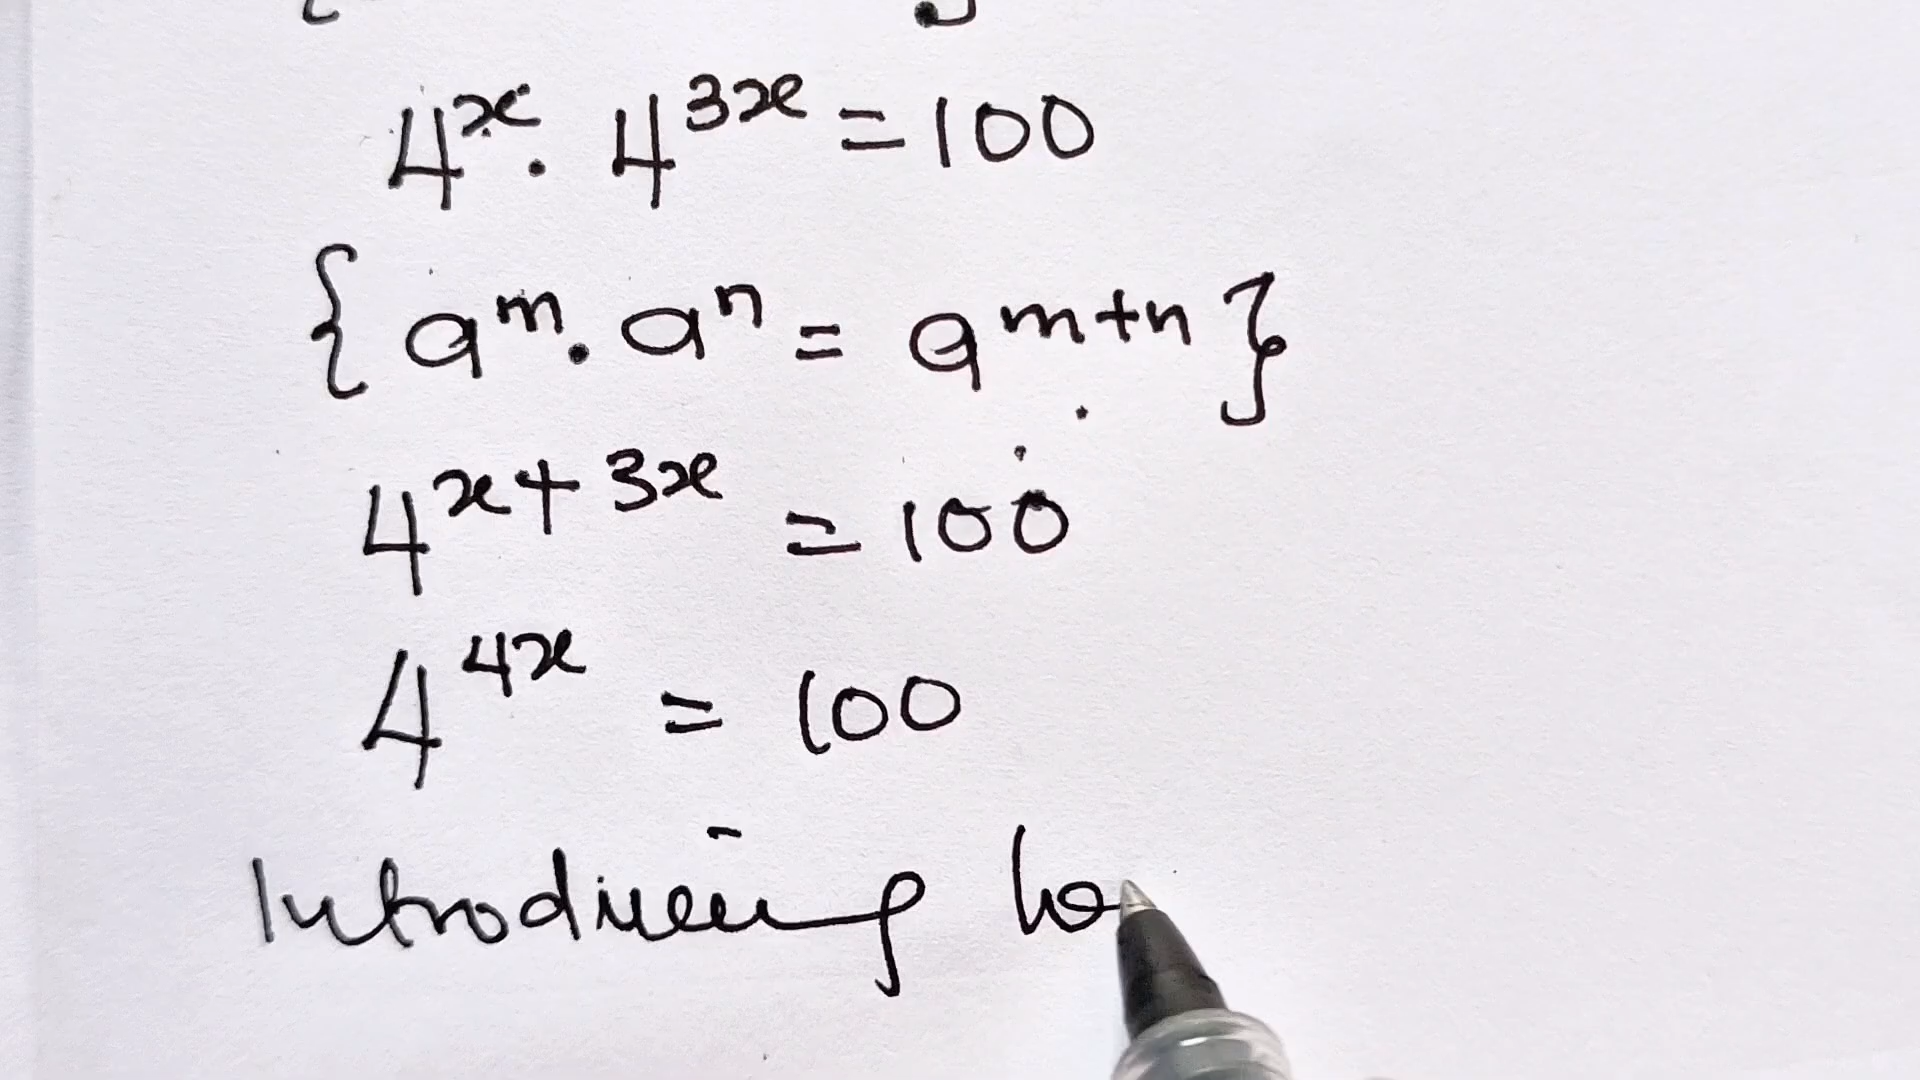 4^x · 4^3x = 100
{a^m · a^n = a^m+n}
4^x+3x = 100
4^4x = 100
Introducing lo